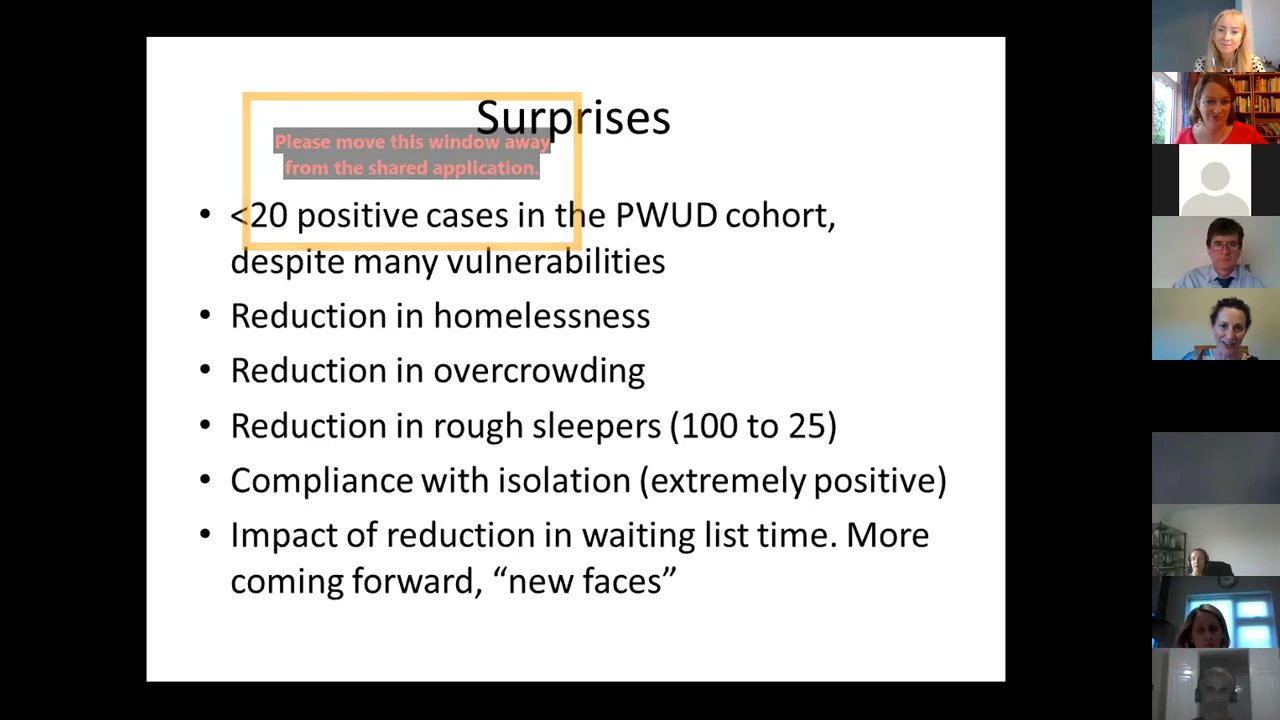 Surprises
Please move this window away
from the shared application.
• <20 positive cases in the PWUD cohort,
despite many vulnerabilities
• Reduction in homelessness
• Reduction in overcrowding
• Reduction in rough sleepers (100 to 25)
• Compliance with isolation (extremely positive)
• Impact of reduction in waiting list time. More
coming forward, “new faces”